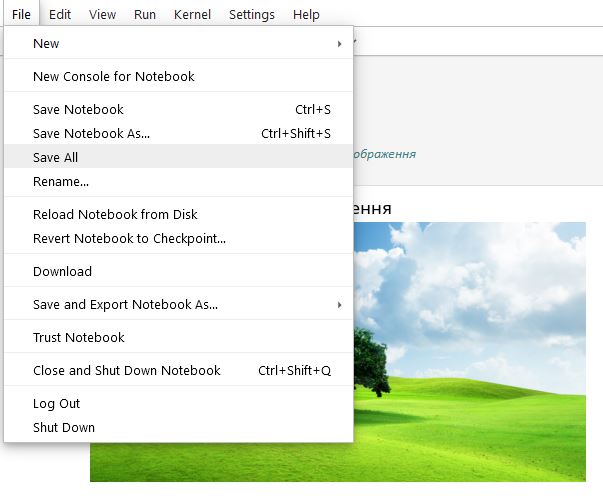 File Edit View Run Kernel Settings Help
New
New Console for Notebook
Save Notebook Ctrl+S
Save Notebook As... Ctrl+Shift+S
Save All
Rename...
Reload Notebook from Disk
Revert Notebook to Checkpoint...
Download
Save and Export Notebook As...
Trust Notebook
Close and Shut Down Notebook Ctrl+Shift+Q
Log Out
Shut Down